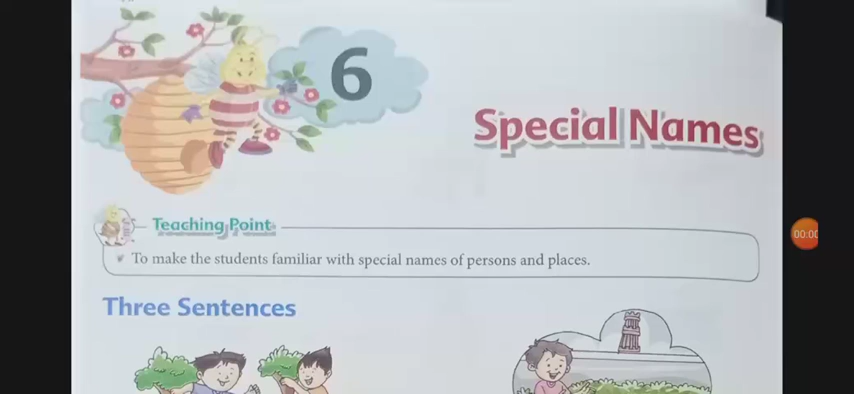 6
Special Names
Teaching Point
To make the students familiar with special names of persons and places.
Three Sentences
00:00